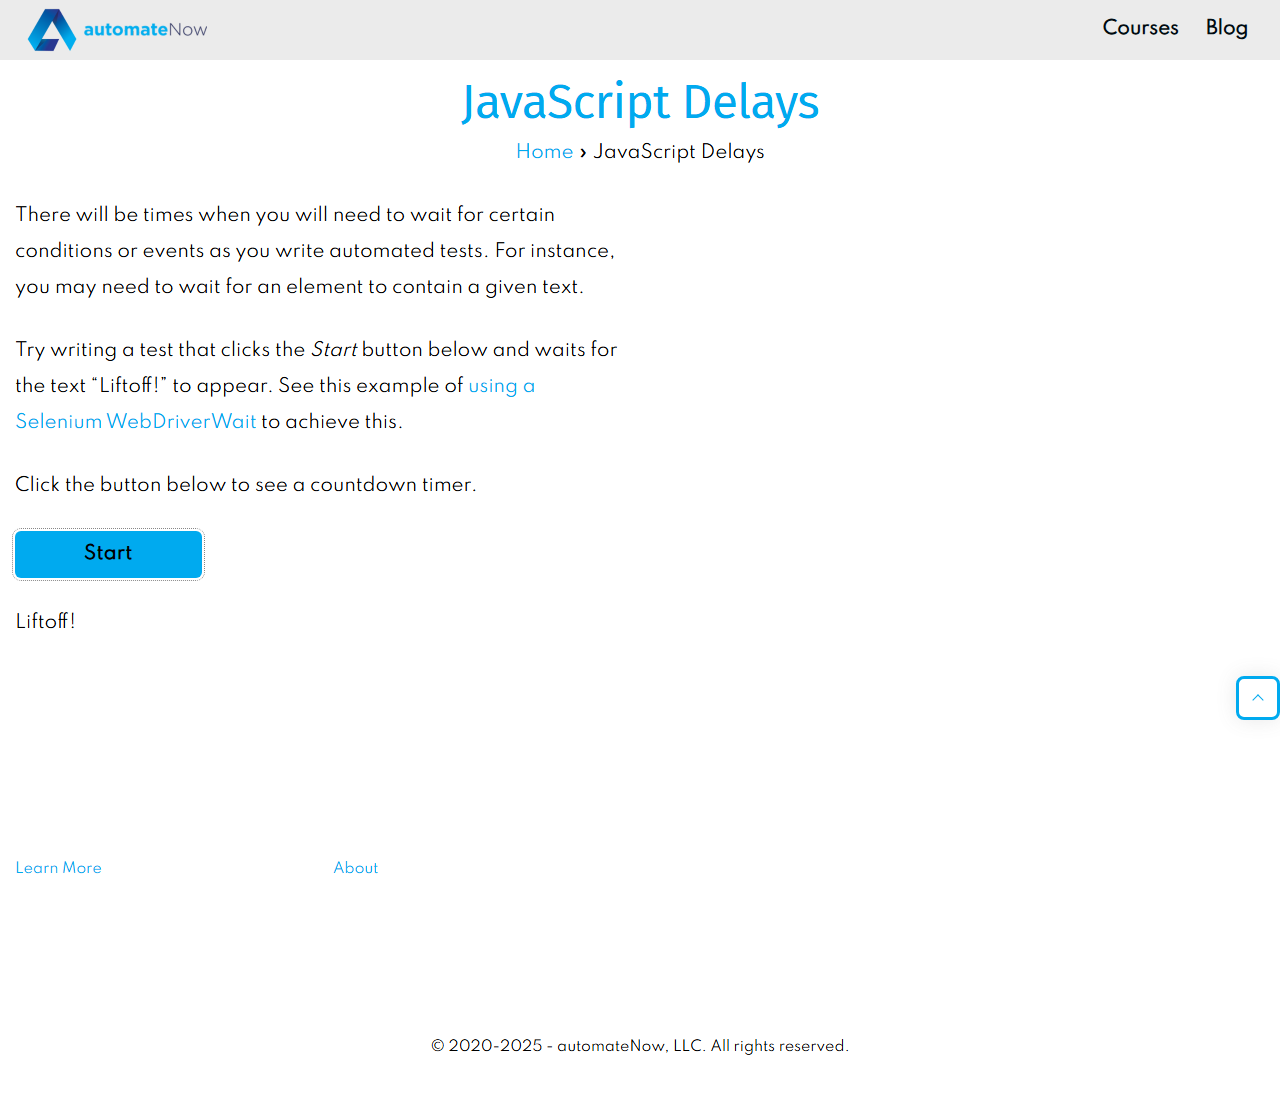 automateNow
Courses
Blog
JavaScript Delays
Home › JavaScript Delays
There will be times when you will need to wait for certain
conditions or events as you write automated tests. For instance,
you may need to wait for an element to contain a given text.
Try writing a test that clicks the Start button below and waits for
the text “Liftoff!” to appear. See this example of using a
Selenium WebDriverWait to achieve this.
Click the button below to see a countdown timer.
Start
Liftoff!
Learn More
About
© 2020-2025 - automateNow, LLC. All rights reserved.